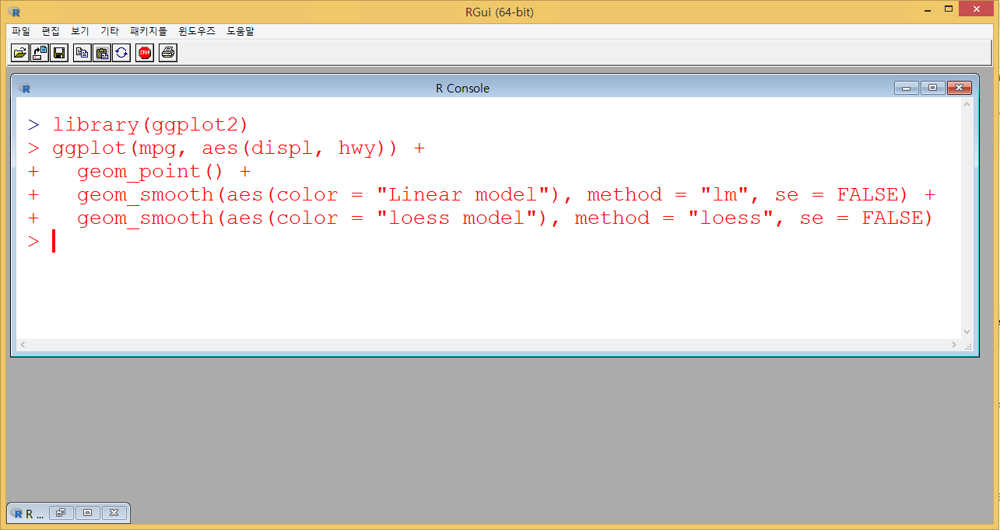 RGui (64-bit)
파일 편집 보기 기타 패키지들 윈도우즈 도움말
STOP
R Console
> library(ggplot2)
> ggplot(mpg, aes(displ, hwy)) +
+   geom_point() +
+   geom_smooth(aes(color = "Linear model"), method = "lm", se = FALSE) +
+   geom_smooth(aes(color = "loess model"), method = "loess", se = FALSE)
>
R ...